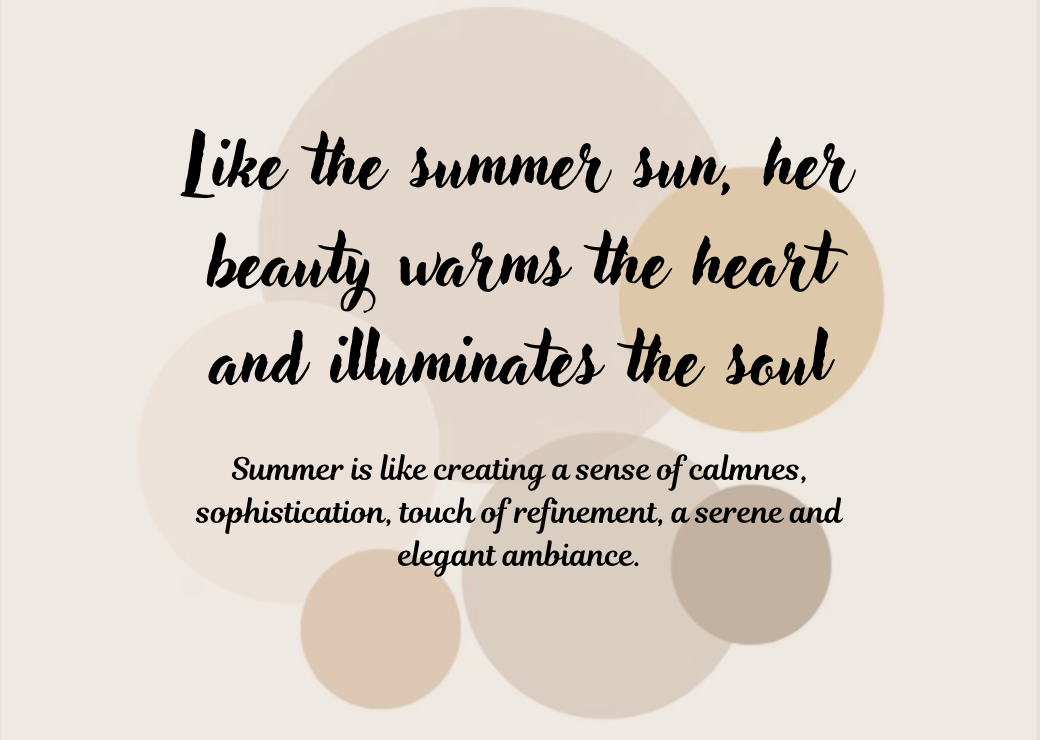 Like the summer sun, her
beauty warms the heart
and illuminates the soul
Summer is like creating a sense of calmnes,
sophistication, touch of refinement, a serene and
elegant ambiance.